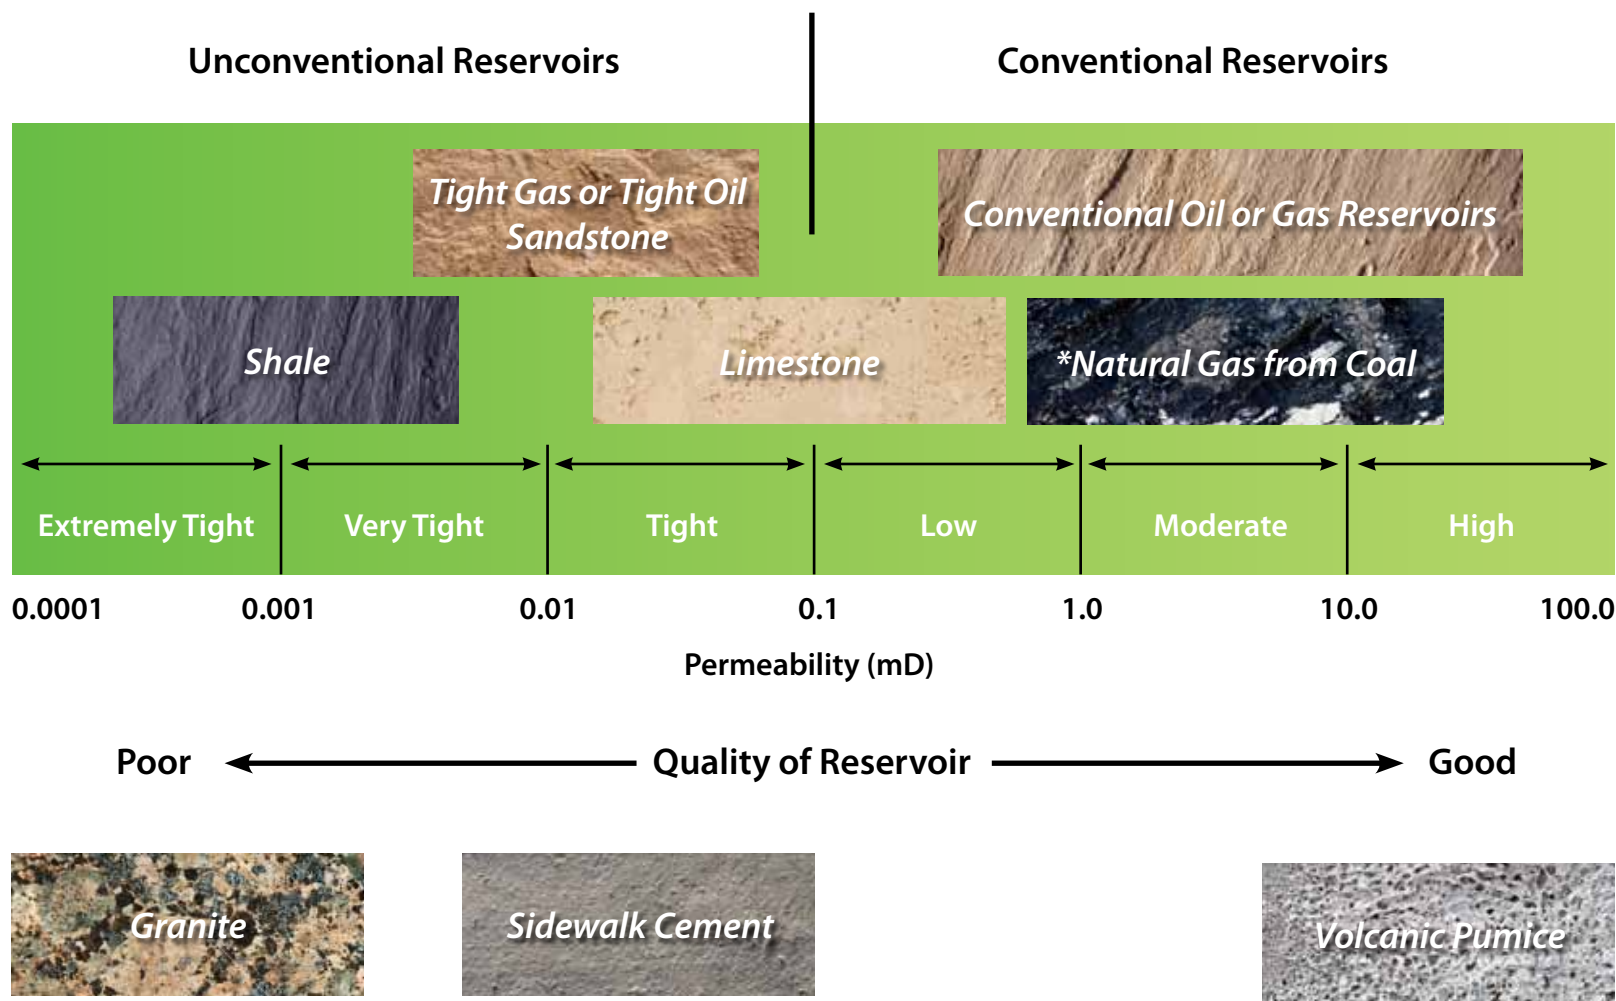 Unconventional Reservoirs
Conventional Reservoirs
Tight Gas or Tight Oil
Sandstone
Conventional Oil or Gas Reservoirs
Shale
Limestone
*Natural Gas from Coal
Extremely Tight
Very Tight
Tight
Low
Moderate
High
0.0001
0.001
0.01
0.1
1.0
10.0
100.0
Permeability (mD)
Poor
Quality of Reservoir
Good
Granite
Sidewalk Cement
Volcanic Pumice